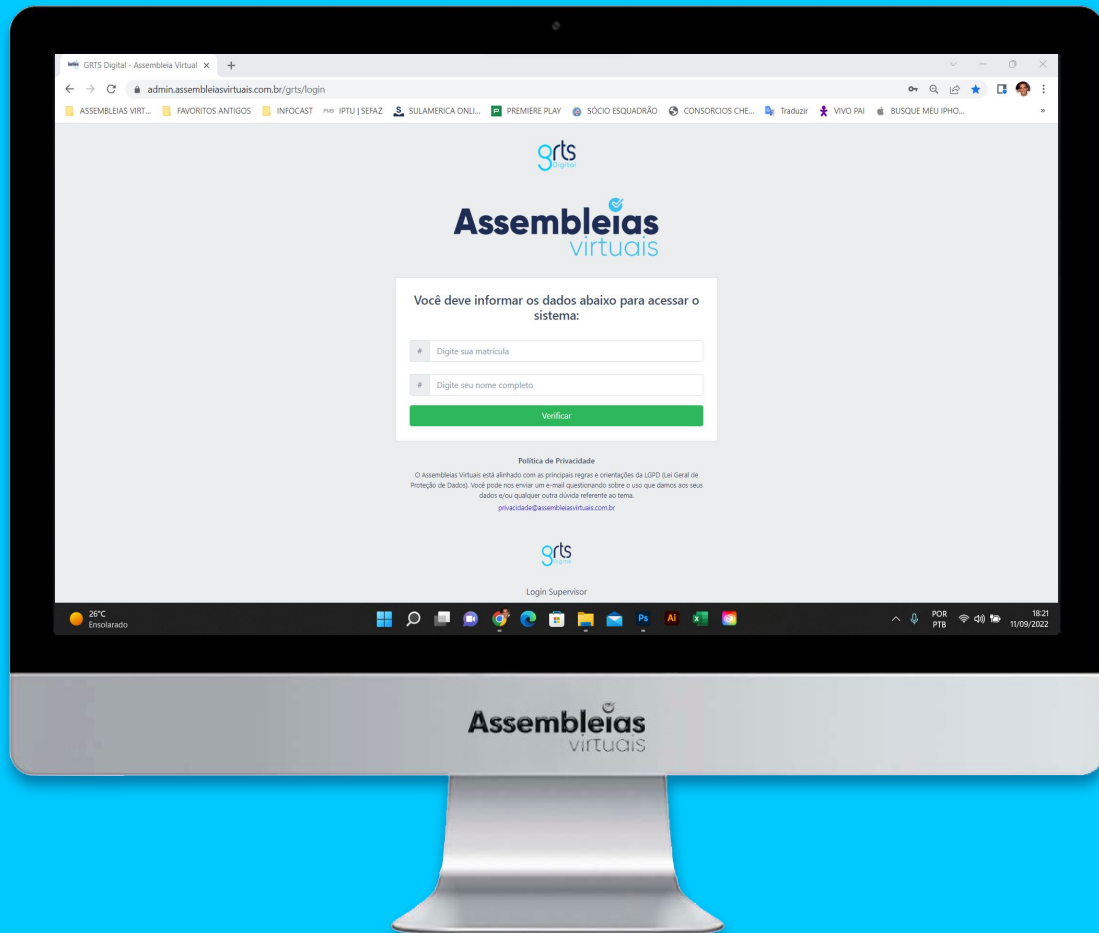 GRTS Digital - Assembleia Virtual
admin.assembleiasvirtuais.com.br/grts/login
ASSEMBLEIAS VIRT... FAVORITOS ANTIGOS INFOCAST PMS IPTU | SEFAZ SULAMERICA ONLI... PREMIERE PLAY SÓCIO ESQUADRÃO CONSORCIOS CHE... Traduzir VIVO PAI BUSQUE MEU IPHO... »
grts
Digital
Assembleias
virtuais
Você deve informar os dados abaixo para acessar o
sistema:
# Digite sua matrícula
# Digite seu nome completo
Verificar
Política de Privacidade
O Assembleias Virtuais está alinhado com as principais regras e orientações da LGPD (Lei Geral de
Proteção de Dados). Você pode nos enviar um e-mail questionando sobre o uso que damos aos seus
dados e/ou qualquer outra dúvida referente ao tema.
privacidade@assembleiasvirtuais.com.br
grts
Digital
Login Supervisor
26°C
Ensolarado
Ps Ai
POR
PTB
18:21
11/09/2022
Assembleias
virtuais